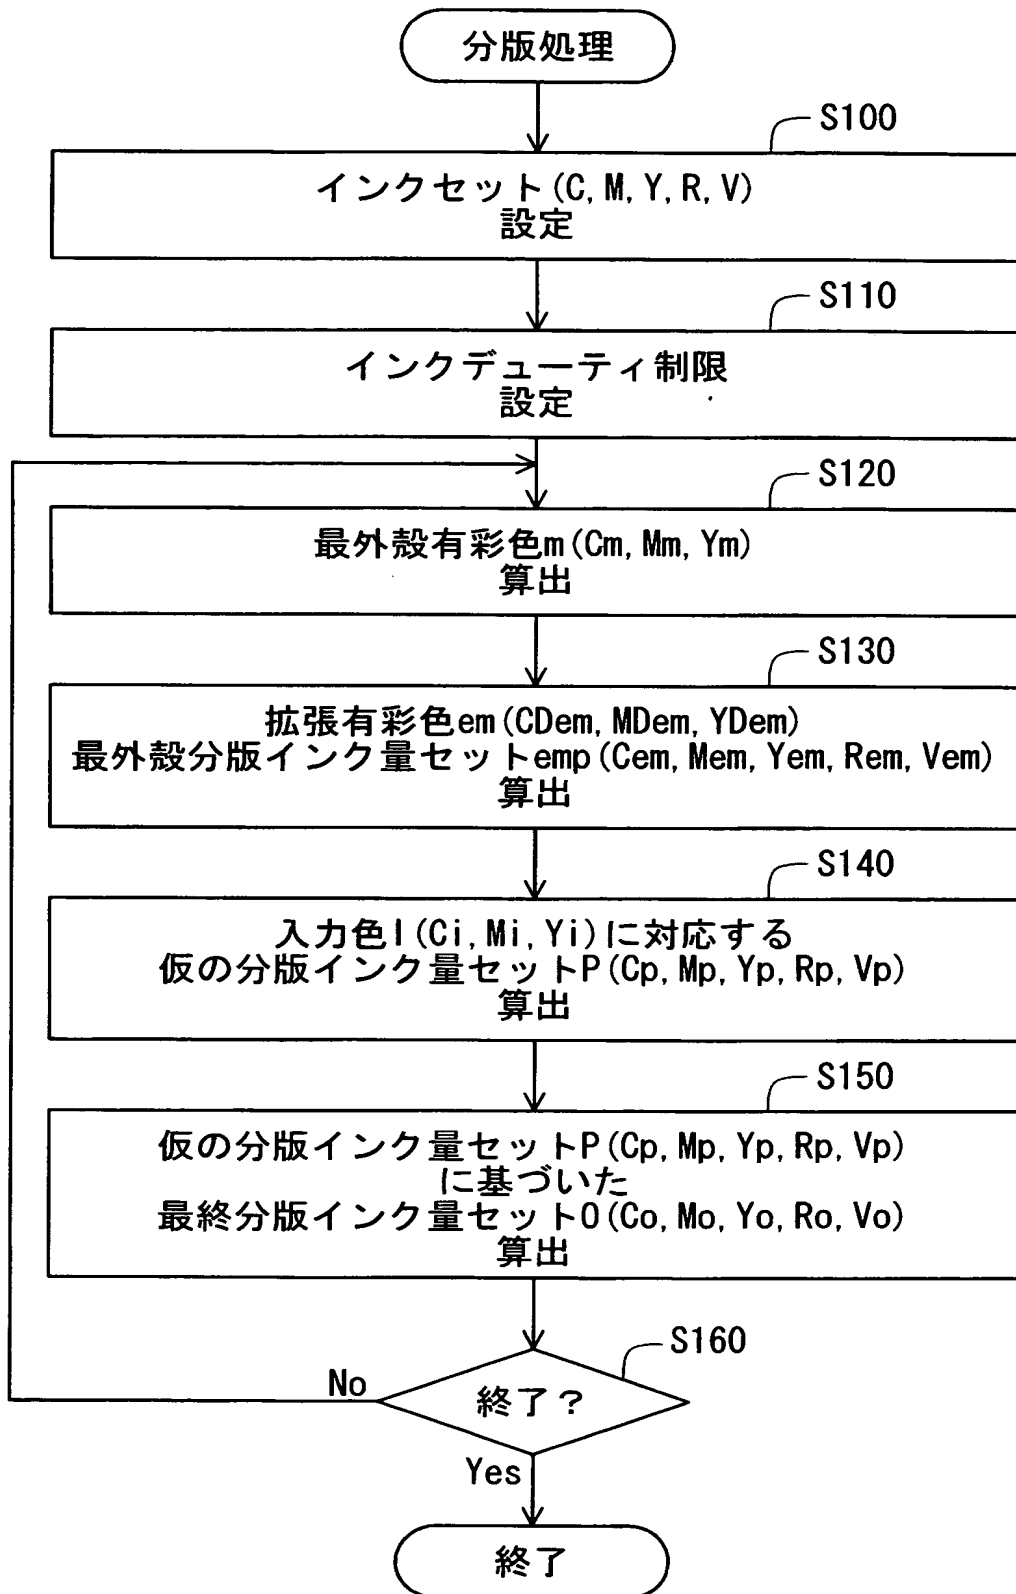 分版処理
S100
インクセット(C, M, Y, R, V)
設定
S110
インクデューティ制限
設定
S120
最外殻有彩色m(Cm, Mm, Ym)
算出
S130
拡張有彩色em(CDem, MDem, YDem)
最外殻分版インク量セットemp(Cem, Mem, Yem, Rem, Vem)
算出
S140
入力色I(Ci, Mi, Yi)に対応する
仮の分版インク量セットP(Cp, Mp, Yp, Rp, Vp)
算出
S150
仮の分版インク量セットP(Cp, Mp, Yp, Rp, Vp)
に基づいた
最終分版インク量セットO(Co, Mo, Yo, Ro, Vo)
算出
S160
No
終了？
Yes
終了